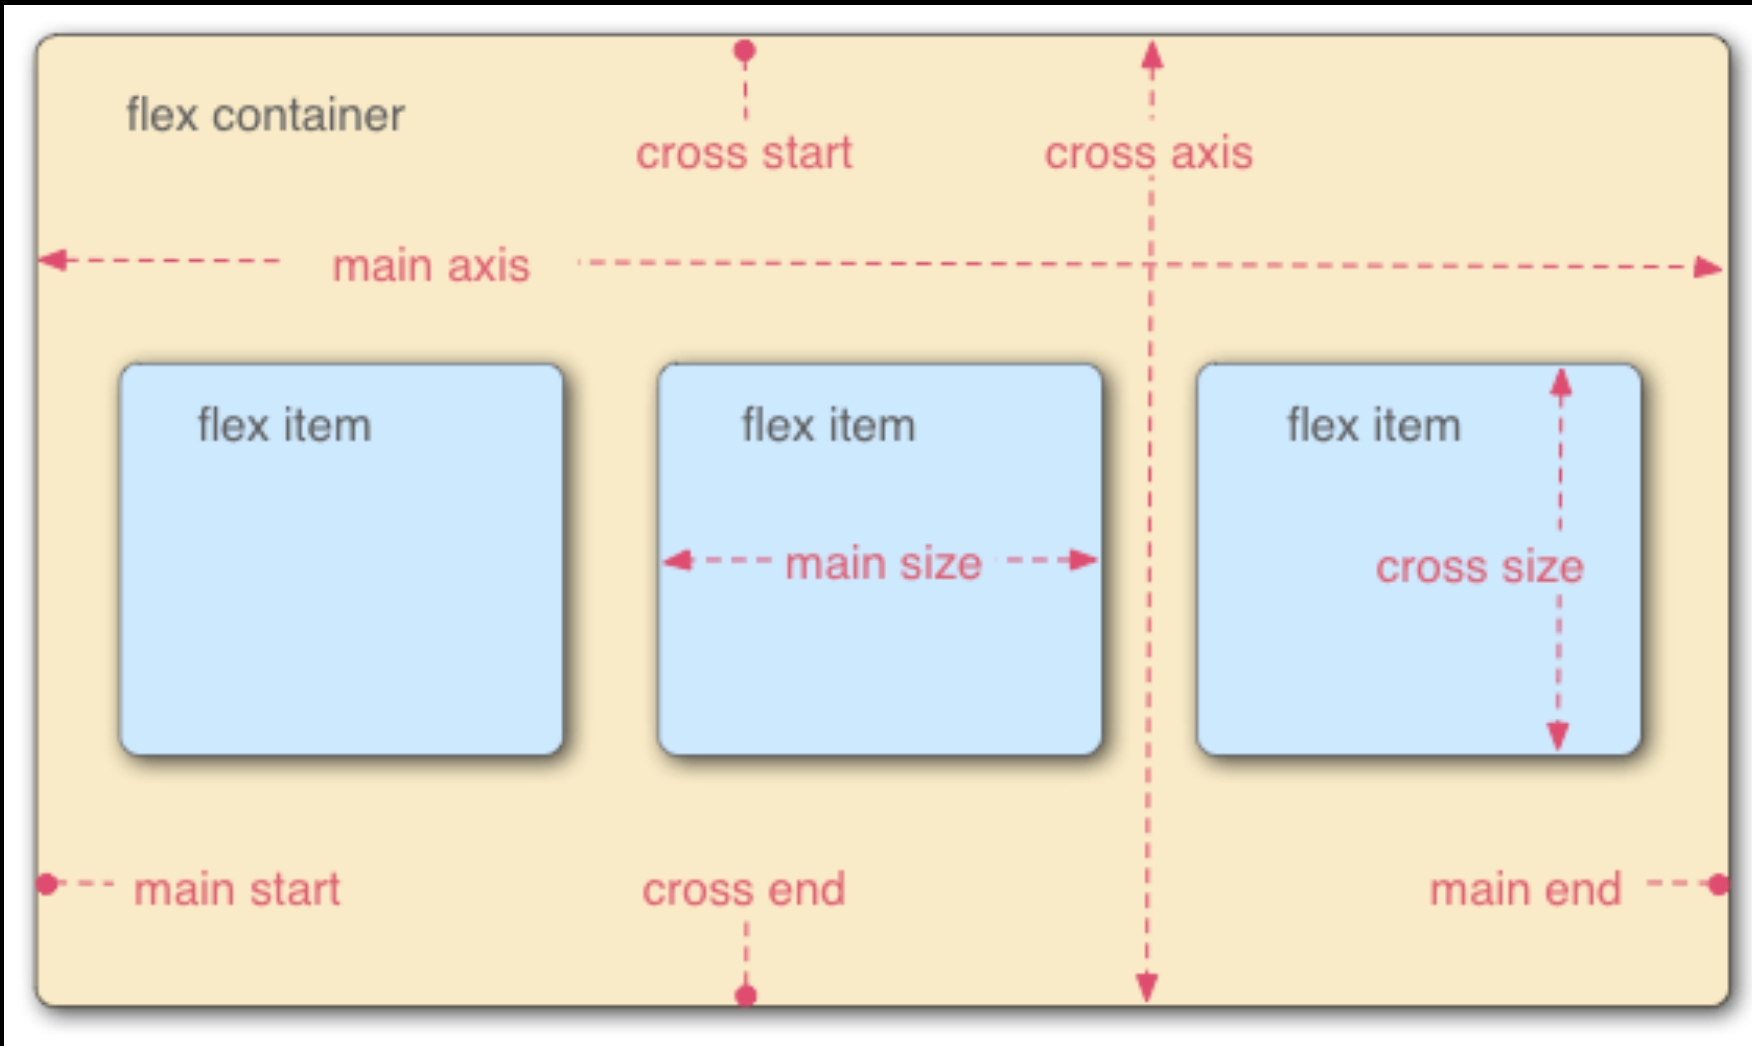 flex container
cross start
cross axis
main axis
flex item
flex item
flex item
main size
cross size
main start
cross end
main end